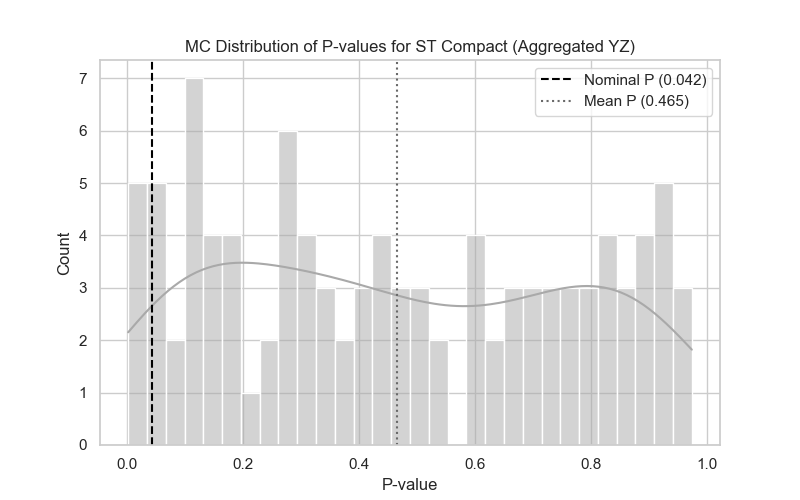 MC Distribution of P-values for ST Compact (Aggregated YZ)
Nominal P (0.042)
Mean P (0.465)
7
6
5
4
3
2
1
0
Count
0.0 0.2 0.4 0.6 0.8 1.0
P-value